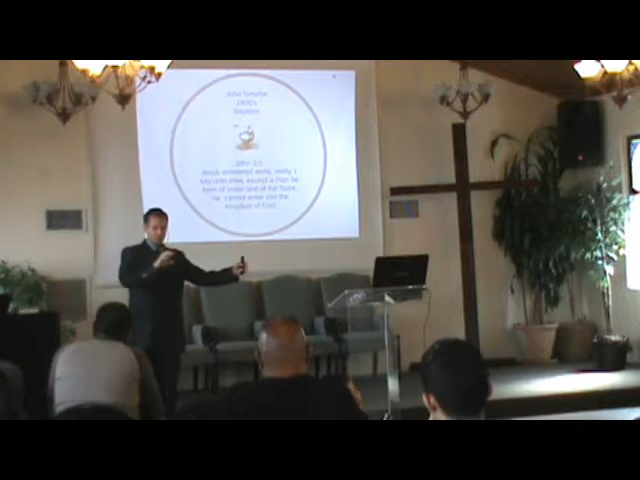 John Smythe
1600's
Baptism
John 3:5
Jesus answered verily, verily, I
say unto thee, except a man be
born of water and of the Spirit,
he cannot enter into the
kingdom of God.